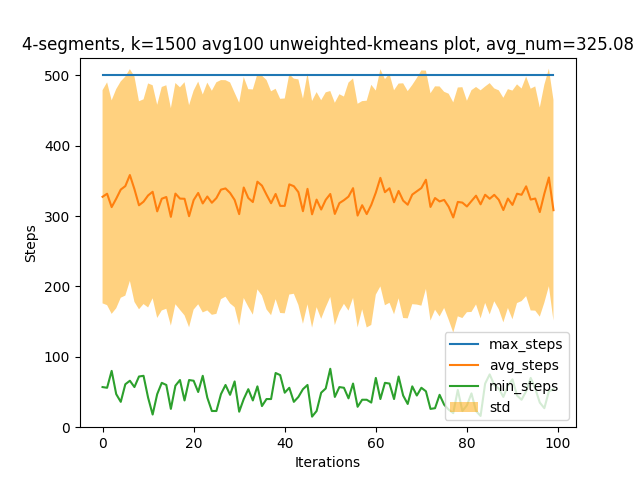 4-segments, k=1500 avg100 unweighted-kmeans plot, avg_num=325.08
500
400
300
200
100
0
Steps
max_steps
avg_steps
min_steps
std
0
20
40
60
80
100
Iterations